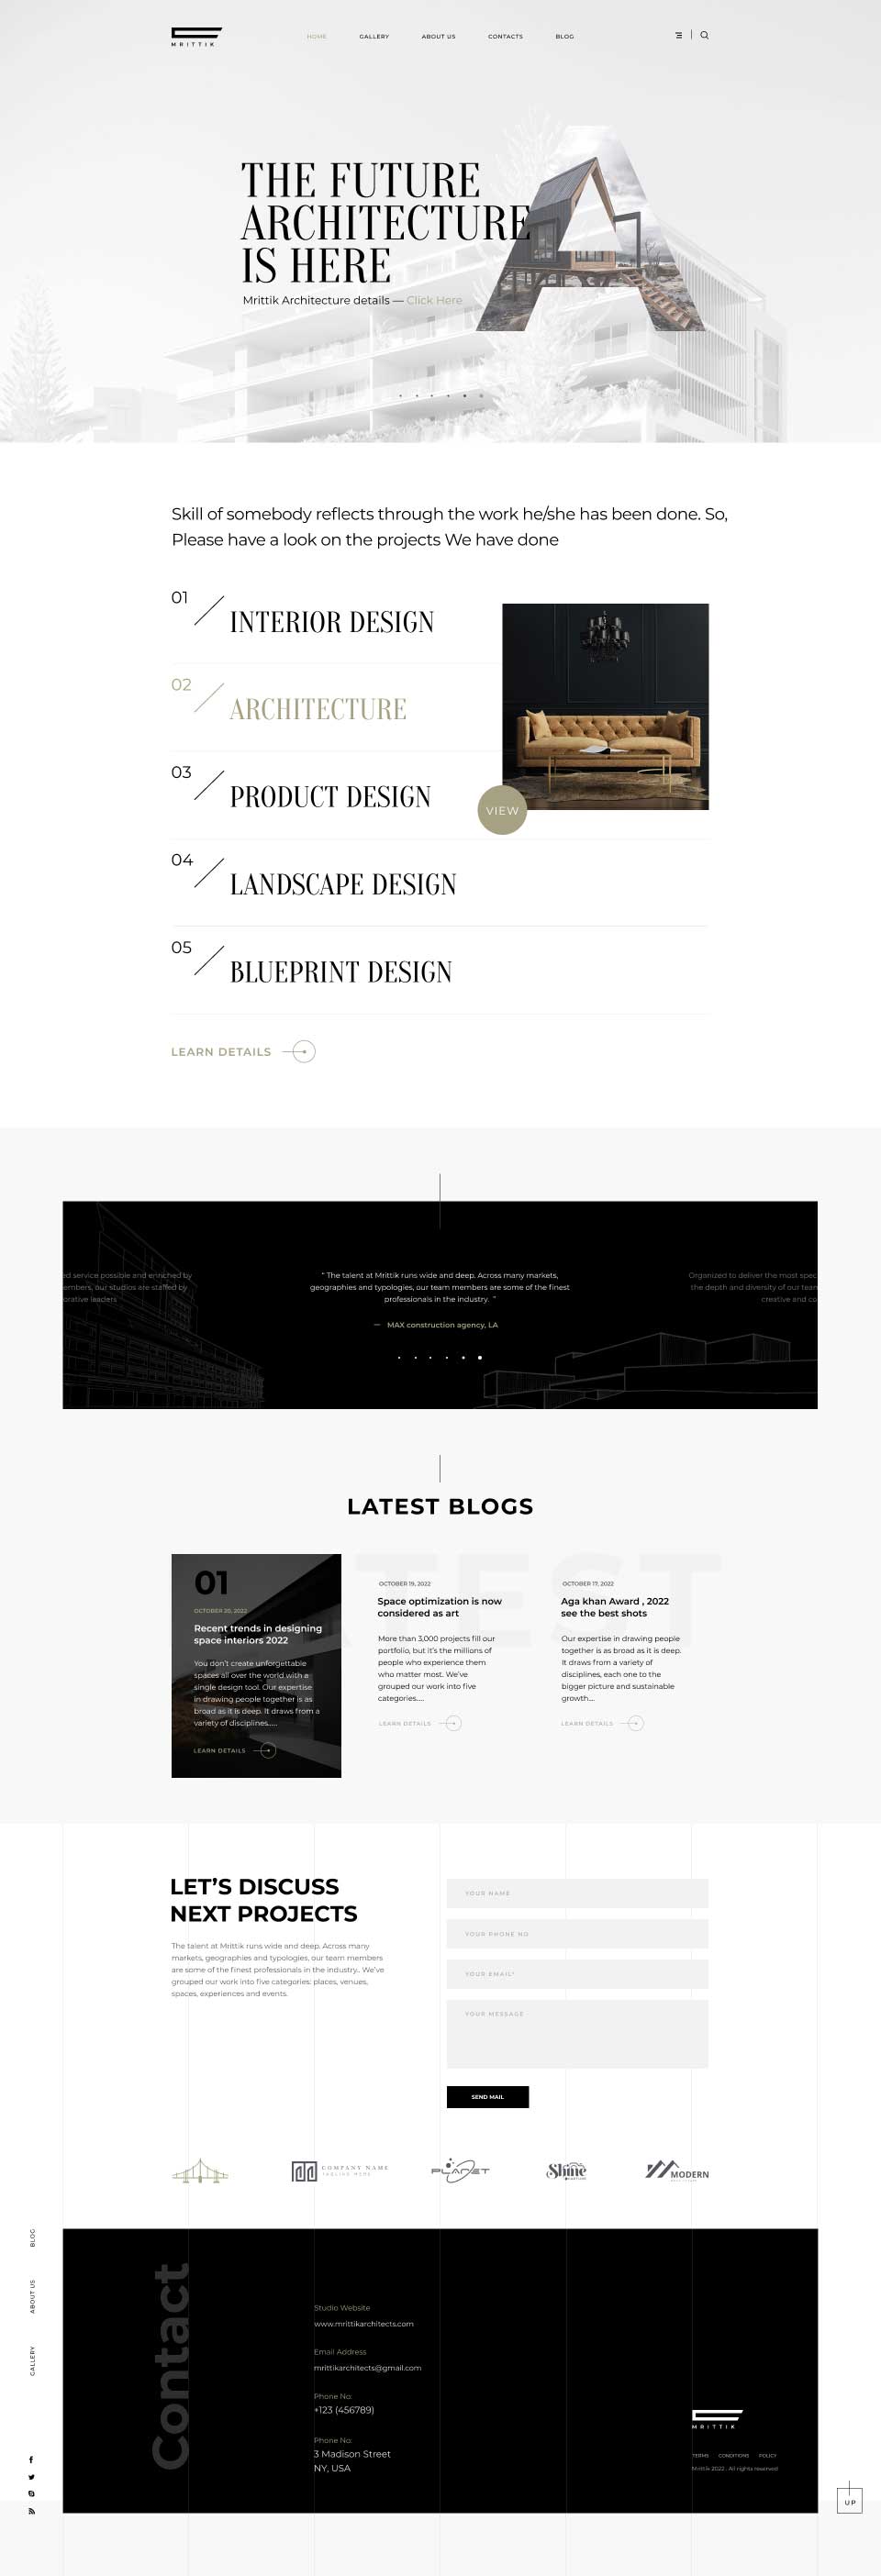 MRITTIK
HOME GALLERY ABOUT US CONTACTS BLOG
THE FUTURE
ARCHITECTURE
IS HERE
Mrittik Architecture details — Click Here
A
Skill of somebody reflects through the work he/she has been done. So,
Please have a look on the projects We have done
01
INTERIOR DESIGN
02
ARCHITECTURE
03
PRODUCT DESIGN
VIEW
04
LANDSCAPE DESIGN
05
BLUEPRINT DESIGN
LEARN DETAILS
ed service possible and enriched by
embers, our studios are staffed by
orative leaders
“ The talent at Mrittik runs wide and deep. Across many markets,
geographies and typologies, our team members are some of the finest
professionals in the industry. ”
— MAX construction agency, LA
Organized to deliver the most spec
the depth and diversity of our team
creative and co
LATEST BLOGS
TEST
01
OCTOBER 20, 2022
Recent trends in designing
space interiors 2022
You don’t create unforgettable
spaces all over the world with a
single design tool. Our expertise
in drawing people together is as
broad as it is deep. It draws from a
variety of disciplines.....
LEARN DETAILS
OCTOBER 19, 2022
Space optimization is now
considered as art
More than 3,000 projects fill our
portfolio, but it’s the millions of
people who experience them
who matter most. We’ve
grouped our work into five
categories.....
LEARN DETAILS
OCTOBER 17, 2022
Aga khan Award , 2022
see the best shots
Our expertise in drawing people
together is as broad as it is deep.
It draws from a variety of
disciplines, each one to the
bigger picture and sustainable
growth....
LEARN DETAILS
LET’S DISCUSS
NEXT PROJECTS
The talent at Mrittik runs wide and deep. Across many
markets, geographies and typologies, our team members
are some of the finest professionals in the industry.. We’ve
grouped our work into five categories: places, venues,
spaces, experiences and events.
YOUR NAME
YOUR PHONE NO
YOUR EMAIL*
YOUR MESSAGE
SEND MAIL
COMPANY NAME
TAGLINE HERE
PLANET
Shine
MODERN
BLOG
ABOUT US
GALLERY
Contact
Studio Website
www.mrittikarchitects.com
Email Address
mrittikarchitects@gmail.com
Phone No:
+123 (456789)
Phone No:
3 Madison Street
NY, USA
MRITTIK
TERMS CONDITIONS POLICY
Mrittik 2022 . All rights reserved
UP